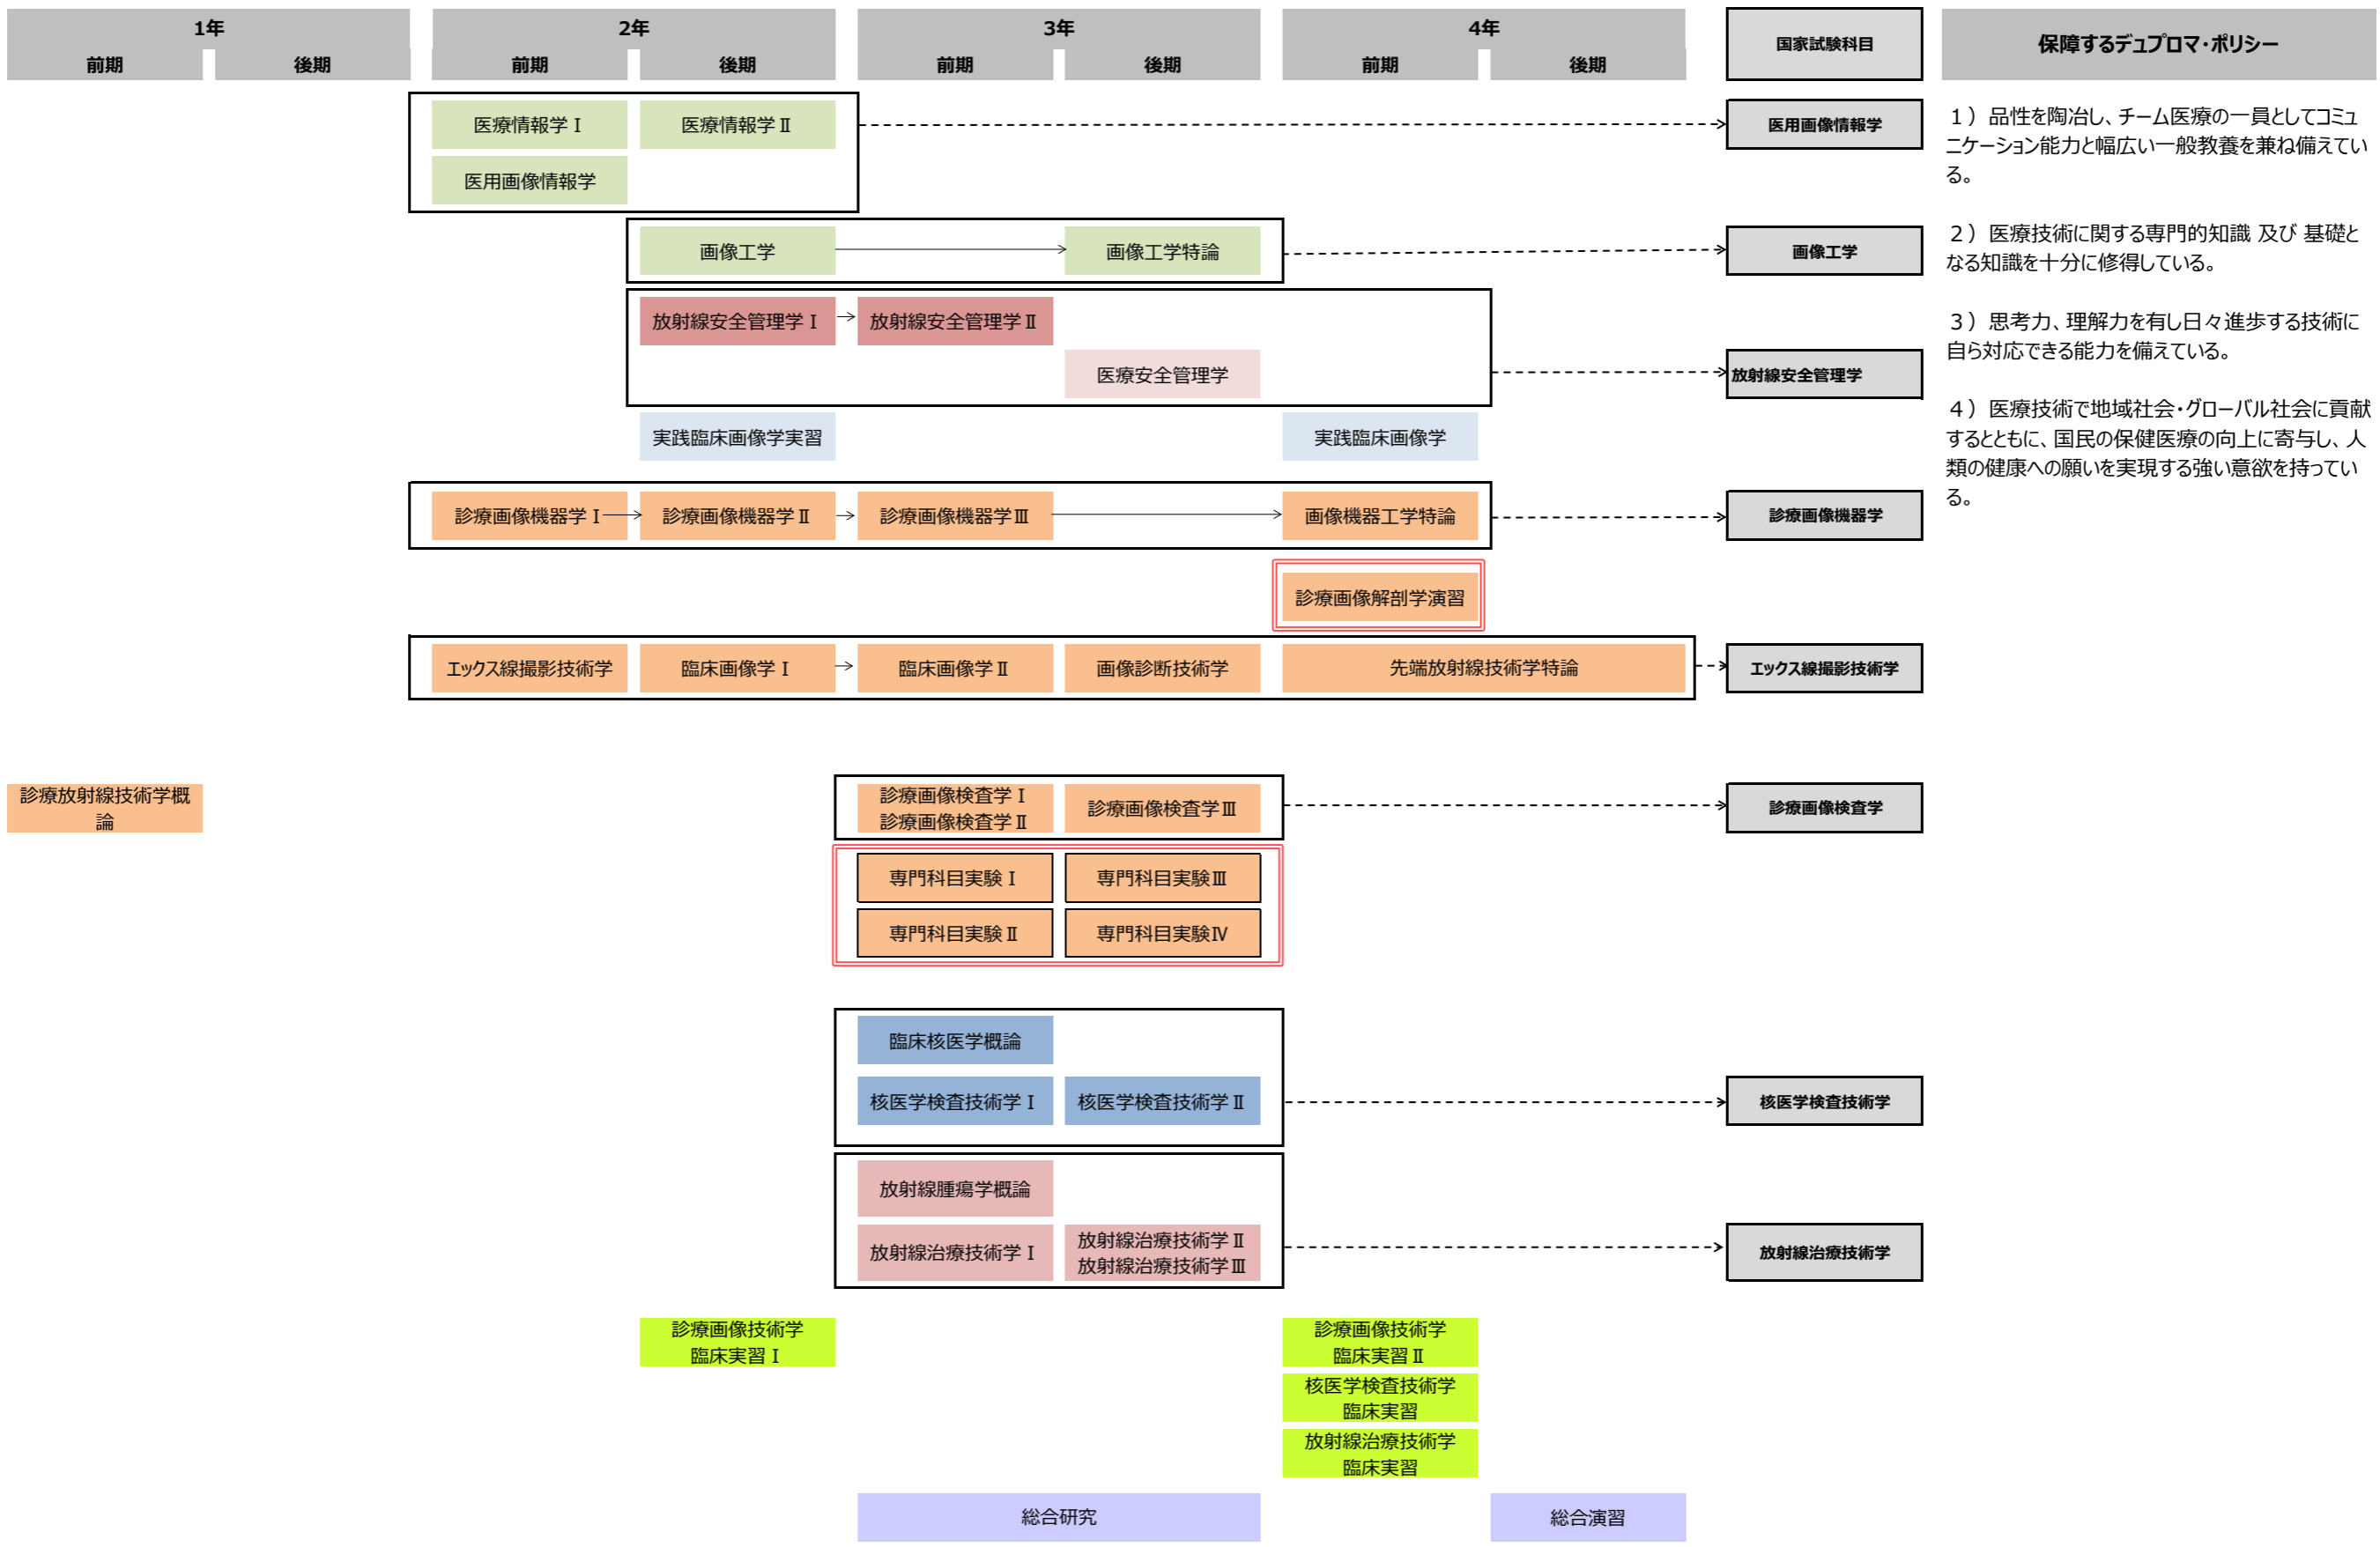 1年
2年
3年
4年
国家試験科目
保障するデュプロマ・ポリシー
前期
後期
前期
後期
前期
後期
前期
後期
医療情報学Ⅰ
医療情報学Ⅱ
医用画像情報学
医用画像情報学
画像工学
画像工学特論
画像工学
放射線安全管理学Ⅰ
放射線安全管理学Ⅱ
医療安全管理学
放射線安全管理学
実践臨床画像学実習
実践臨床画像学
診療画像機器学Ⅰ
診療画像機器学Ⅱ
診療画像機器学Ⅲ
画像機器工学特論
診療画像機器学
診療画像解剖学演習
エックス線撮影技術学
臨床画像学Ⅰ
臨床画像学Ⅱ
画像診断技術学
先端放射線技術学特論
エックス線撮影技術学
診療放射線技術学概
論
診療画像検査学Ⅰ
診療画像検査学Ⅱ
診療画像検査学Ⅲ
診療画像検査学
専門科目実験Ⅰ
専門科目実験Ⅲ
専門科目実験Ⅱ
専門科目実験Ⅳ
臨床核医学概論
核医学検査技術学Ⅰ
核医学検査技術学Ⅱ
核医学検査技術学
放射線腫瘍学概論
放射線治療技術学Ⅰ
放射線治療技術学Ⅱ
放射線治療技術学Ⅲ
放射線治療技術学
診療画像技術学
臨床実習Ⅰ
診療画像技術学
臨床実習Ⅱ
核医学検査技術学
臨床実習
放射線治療技術学
臨床実習
総合研究
総合演習
1）品性を陶冶し、チーム医療の一員としてコミュ
ニケーション能力と幅広い一般教養を兼ね備えてい
る。
2）医療技術に関する専門的知識 及び 基礎と
なる知識を十分に修得している。
3）思考力、理解力を有し日々進歩する技術に
自ら対応できる能力を備えている。
4）医療技術で地域社会・グローバル社会に貢献
するとともに、国民の保健医療の向上に寄与し、人
類の健康への願いを実現する強い意欲を持ってい
る。